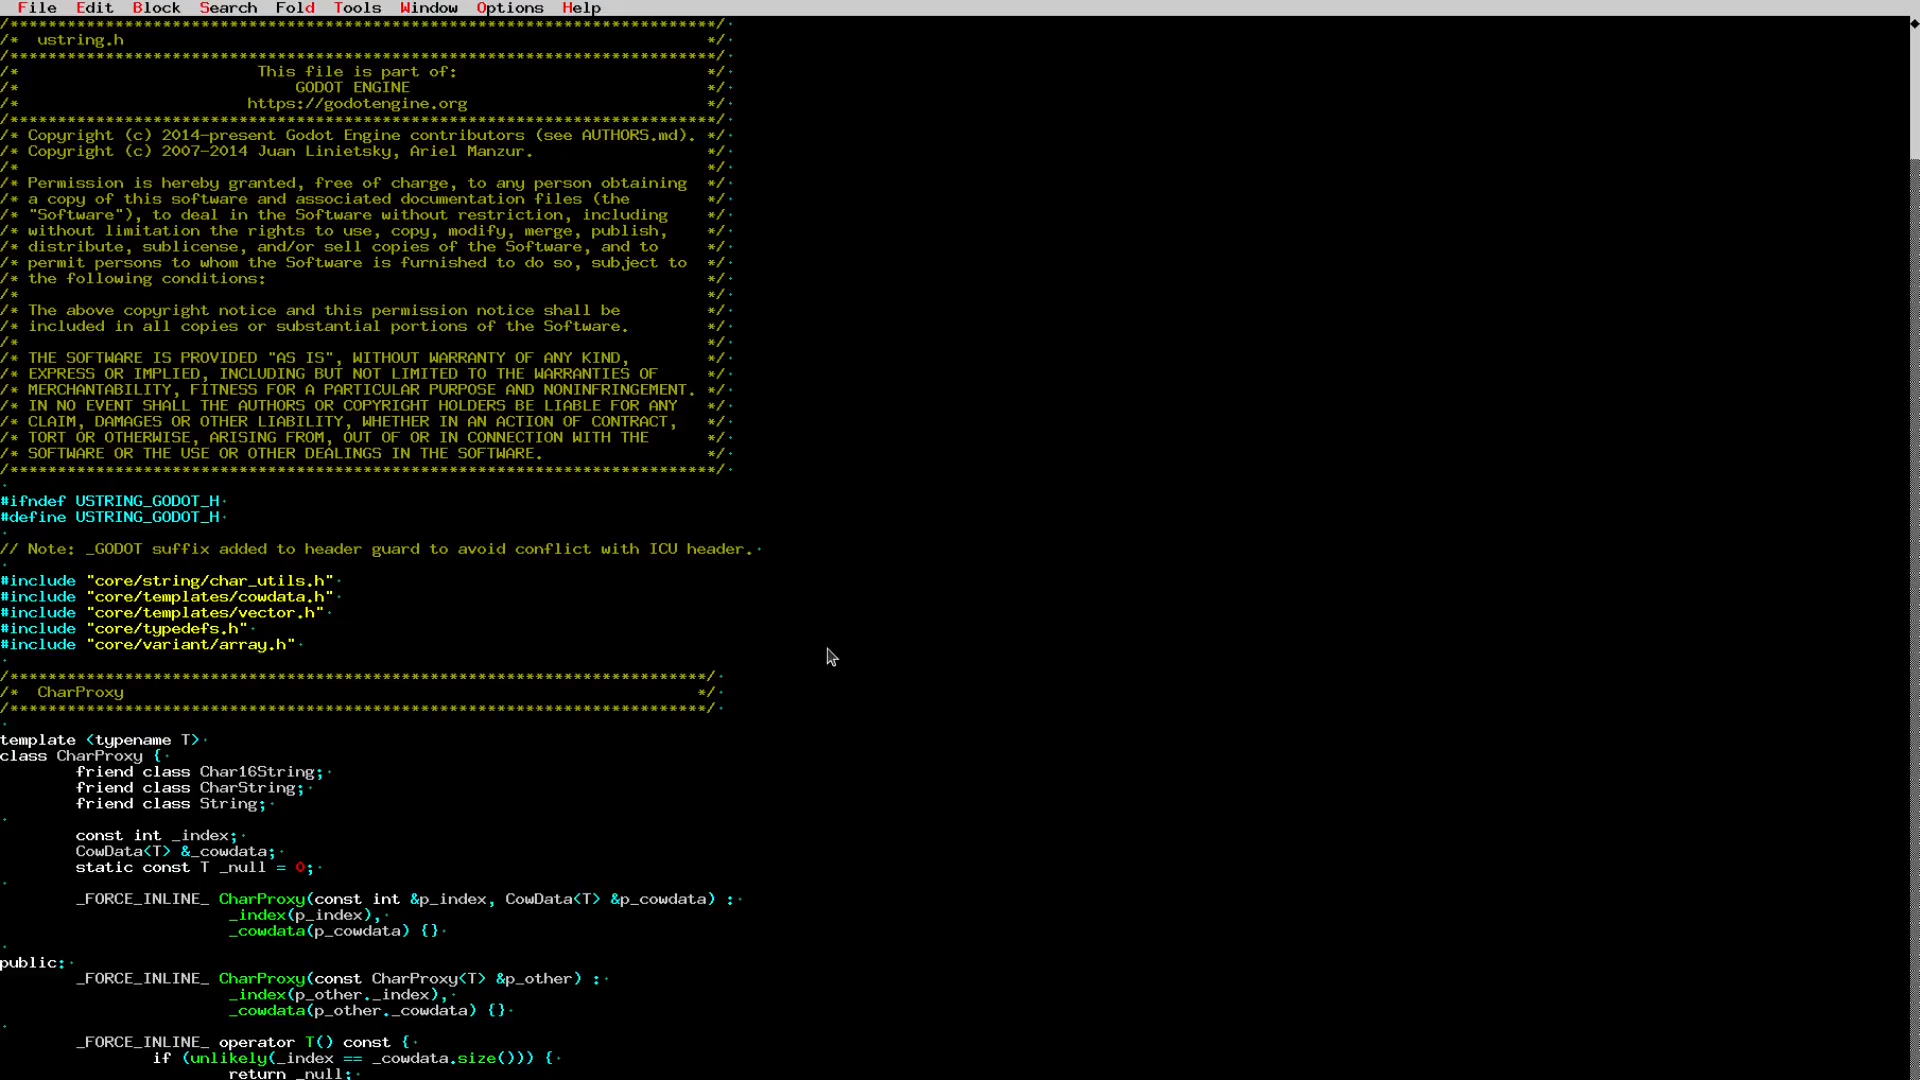 File Edit Block Search Fold Tools Window Options Help
/**************************************************************************/
/*  ustring.h                                                             */
/**************************************************************************/
/*                         This file is part of:                          */
/*                             GODOT ENGINE                               */
/*                        https://godotengine.org                         */
/**************************************************************************/
/* Copyright (c) 2014-present Godot Engine contributors (see AUTHORS.md). */
/* Copyright (c) 2007-2014 Juan Linietsky, Ariel Manzur.                  */
/*                                                                        */
/* Permission is hereby granted, free of charge, to any person obtaining  */
/* a copy of this software and associated documentation files (the        */
/* "Software"), to deal in the Software without restriction, including    */
/* without limitation the rights to use, copy, modify, merge, publish,    */
/* distribute, sublicense, and/or sell copies of the Software, and to     */
/* permit persons to whom the Software is furnished to do so, subject to  */
/* the following conditions:                                              */
/*                                                                        */
/* The above copyright notice and this permission notice shall be         */
/* included in all copies or substantial portions of the Software.        */
/*                                                                        */
/* THE SOFTWARE IS PROVIDED "AS IS", WITHOUT WARRANTY OF ANY KIND,        */
/* EXPRESS OR IMPLIED, INCLUDING BUT NOT LIMITED TO THE WARRANTIES OF     */
/* MERCHANTABILITY, FITNESS FOR A PARTICULAR PURPOSE AND NONINFRINGEMENT. */
/* IN NO EVENT SHALL THE AUTHORS OR COPYRIGHT HOLDERS BE LIABLE FOR ANY   */
/* CLAIM, DAMAGES OR OTHER LIABILITY, WHETHER IN AN ACTION OF CONTRACT,   */
/* TORT OR OTHERWISE, ARISING FROM, OUT OF OR IN CONNECTION WITH THE      */
/* SOFTWARE OR THE USE OR OTHER DEALINGS IN THE SOFTWARE.                 */
/**************************************************************************/

#ifndef USTRING_GODOT_H
#define USTRING_GODOT_H

// Note: _GODOT suffix added to header guard to avoid conflict with ICU header.

#include "core/string/char_utils.h"
#include "core/templates/cowdata.h"
#include "core/templates/vector.h"
#include "core/typedefs.h"
#include "core/variant/array.h"

/*************************************************************************/
/*  CharProxy                                                            */
/*************************************************************************/

template <typename T>
class CharProxy {
        friend class Char16String;
        friend class CharString;
        friend class String;

        const int _index;
        CowData<T> &_cowdata;
        static const T _null = 0;

        _FORCE_INLINE_ CharProxy(const int &p_index, CowData<T> &p_cowdata) :
                        _index(p_index),
                        _cowdata(p_cowdata) {}

public:
        _FORCE_INLINE_ CharProxy(const CharProxy<T> &p_other) :
                        _index(p_other._index),
                        _cowdata(p_other._cowdata) {}

        _FORCE_INLINE_ operator T() const {
                if (unlikely(_index == _cowdata.size())) {
                        return _null;